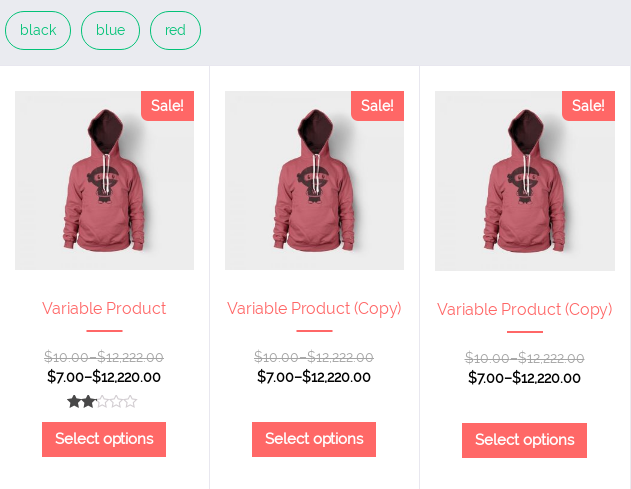 black blue red
Sale! Sale! Sale!
Variable Product Variable Product (Copy) Variable Product (Copy)
$10.00–$12,222.00 $10.00–$12,222.00 $10.00–$12,222.00
$7.00–$12,220.00 $7.00–$12,220.00 $7.00–$12,220.00
Select options Select options Select options